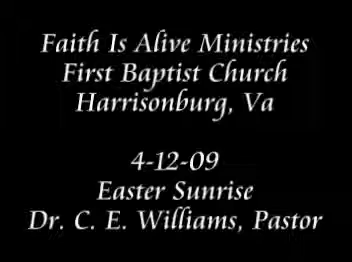 Faith Is Alive Ministries
First Baptist Church
Harrisonburg, Va
4-12-09
Easter Sunrise
Dr. C. E. Williams, Pastor